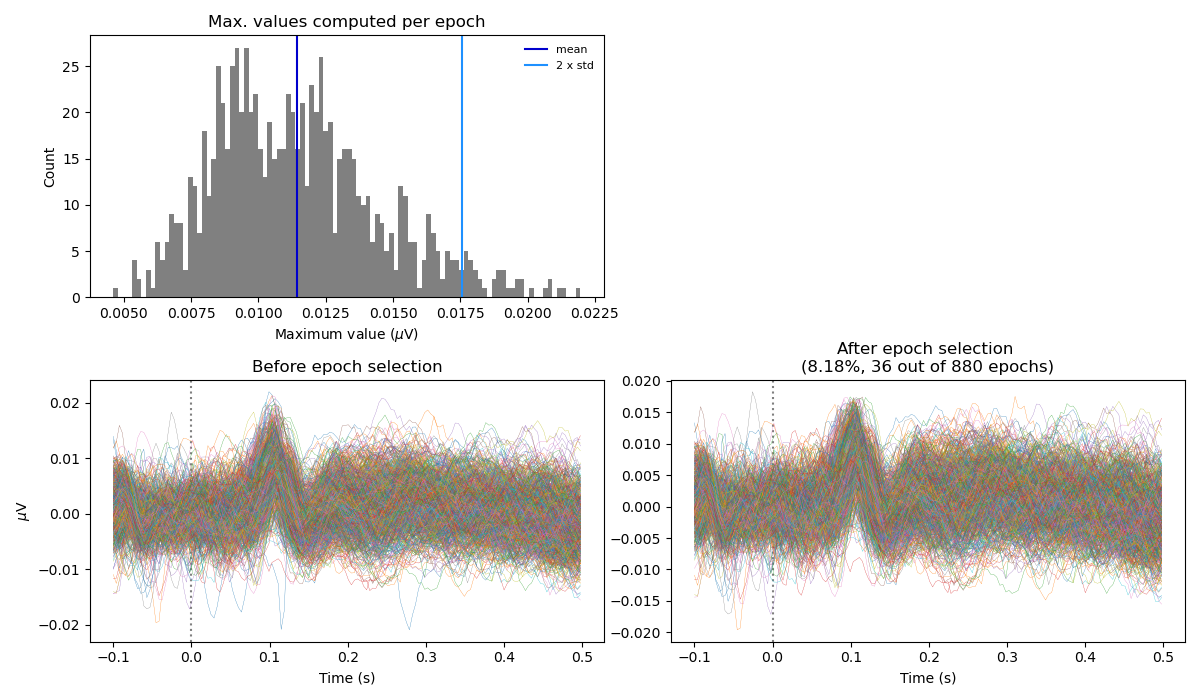 Max. values computed per epoch
mean
2 x std
Count
25
20
15
10
5
0
0.0050 0.0075 0.0100 0.0125 0.0150 0.0175 0.0200 0.0225
Maximum value (μV)
Before epoch selection
μV
0.02
0.01
0.00
−0.01
−0.02
−0.1 0.0 0.1 0.2 0.3 0.4 0.5
Time (s)
After epoch selection
(8.18%, 36 out of 880 epochs)
0.020
0.015
0.010
0.005
0.000
−0.005
−0.010
−0.015
−0.020
−0.1 0.0 0.1 0.2 0.3 0.4 0.5
Time (s)